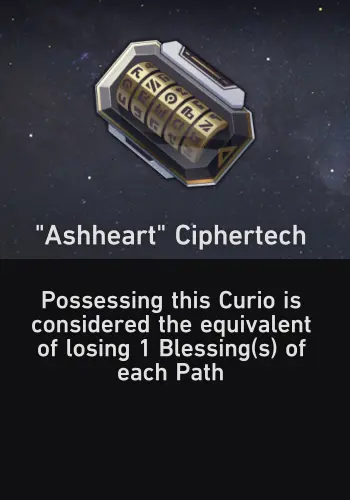 "Ashheart" Ciphertech
Possessing this Curio is
considered the equivalent
of losing 1 Blessing(s) of
each Path